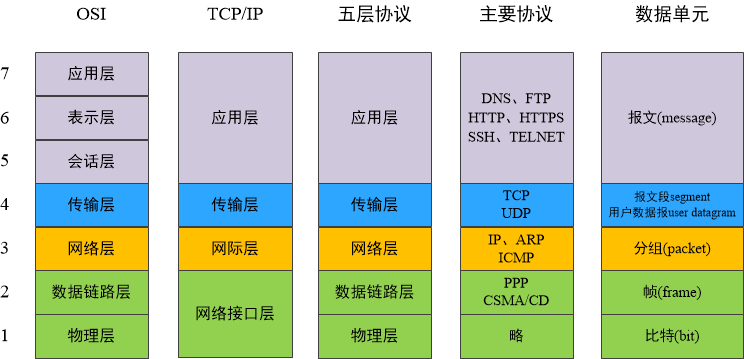 OSI TCP/IP 五层协议 主要协议 数据单元
7 应用层
6 表示层 应用层 应用层 DNS、FTP
HTTP、HTTPS
SSH、TELNET 报文(message)
5 会话层
4 传输层 传输层 传输层 TCP
UDP 报文段segment
用户数据报user datagram
3 网络层 网际层 网络层 IP、ARP
ICMP 分组(packet)
2 数据链路层 网络接口层 数据链路层 PPP
CSMA/CD 帧(frame)
1 物理层 物理层 略 比特(bit)